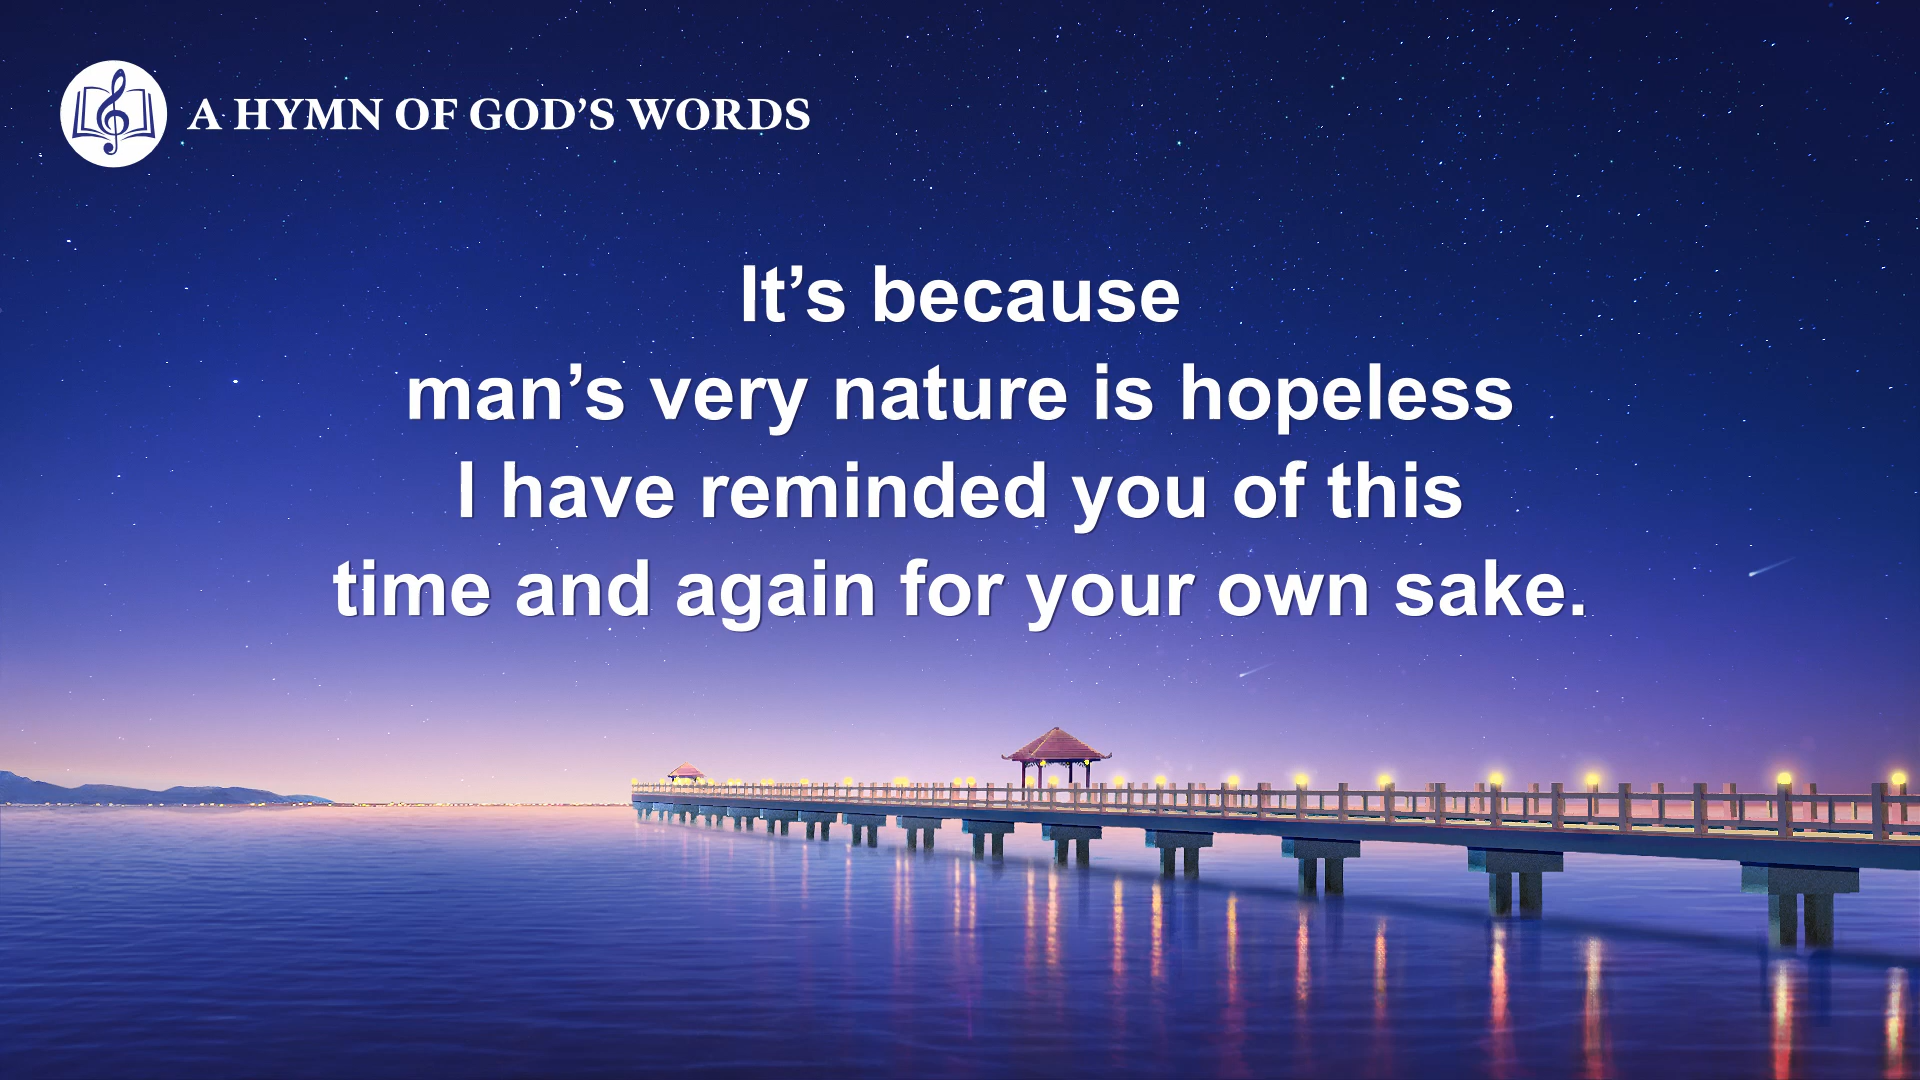 A HYMN OF GOD’S WORDS
It’s because
man’s very nature is hopeless
I have reminded you of this
time and again for your own sake.